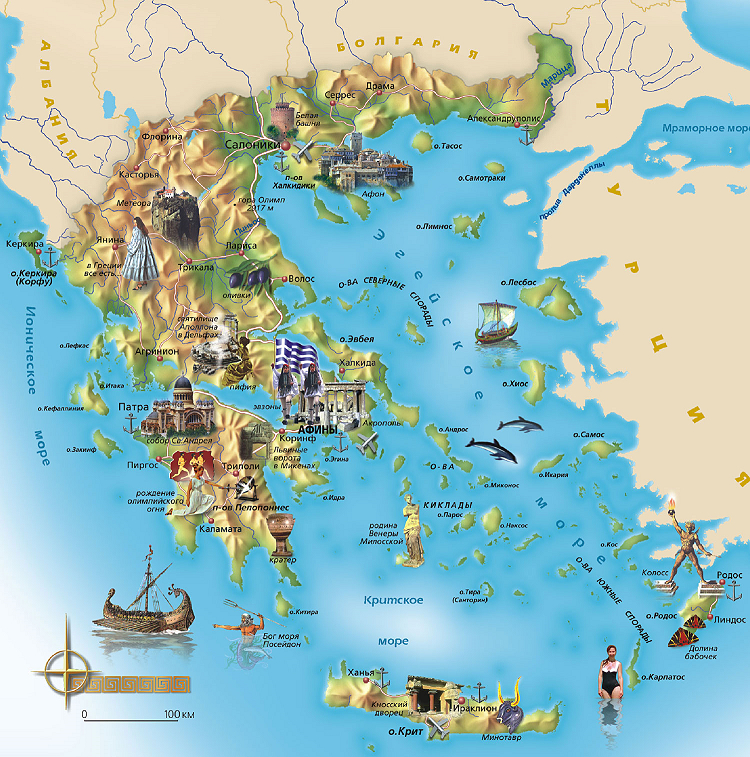 БОЛГАРИЯ
АЛБАНИЯ
ТУРЦИЯ
Марица
Драма
Серрес
Белая
башня
Александруполис
Мраморное море
Флорина
Салоники
о.Тасос
п-ов
Халкидики
Афон
о.Самотраки
пролив Дарданеллы
Касторья
Метеора
гора Олимп
2917 м
о.Лимнос
Пиньос
Керкира
о.Керкира
(Корфу)
Янина
в Греции
все есть...
Лариса
Трикала
Волос
оливки
Эгейское
море
О-ВА СЕВЕРНЫЕ СПОРАДЫ
о.Лесбос
Ионическое
море
святилище
Аполлона
в Дельфах
о.Лефкас
Агринион
о.Эвбея
Халкида
о.Итака
пифия
о.Хиос
о.Кефаллиния
Патра
эвзоны
АФИНЫ
Акрополь
Коринф
собор Св.Андрея
Львиные
ворота
в Микенах
о.Эгина
о.Андрос
о.Самос
о.Закинф
Пиргос
Триполи
О-ВА
КИКЛАДЫ
о.Икария
о.Миконос
рождение
олимпийского
огня
п-ов Пелопоннес
о.Идра
Каламата
родина
Венеры
Милосской
о.Парос
о.Наксос
о.Кос
кратер
Колосс
Родос
О-ВА ЮЖНЫЕ СПОРАДЫ
о.Тира
(Санторин)
о.Китира
Критское
море
о.Родос
Линдос
Бог моря
Посейдон
Долина
бабочек
о.Карпатос
Ханья
Кносский
дворец
Ираклион
о.Крит
Минотавр
0
100 км